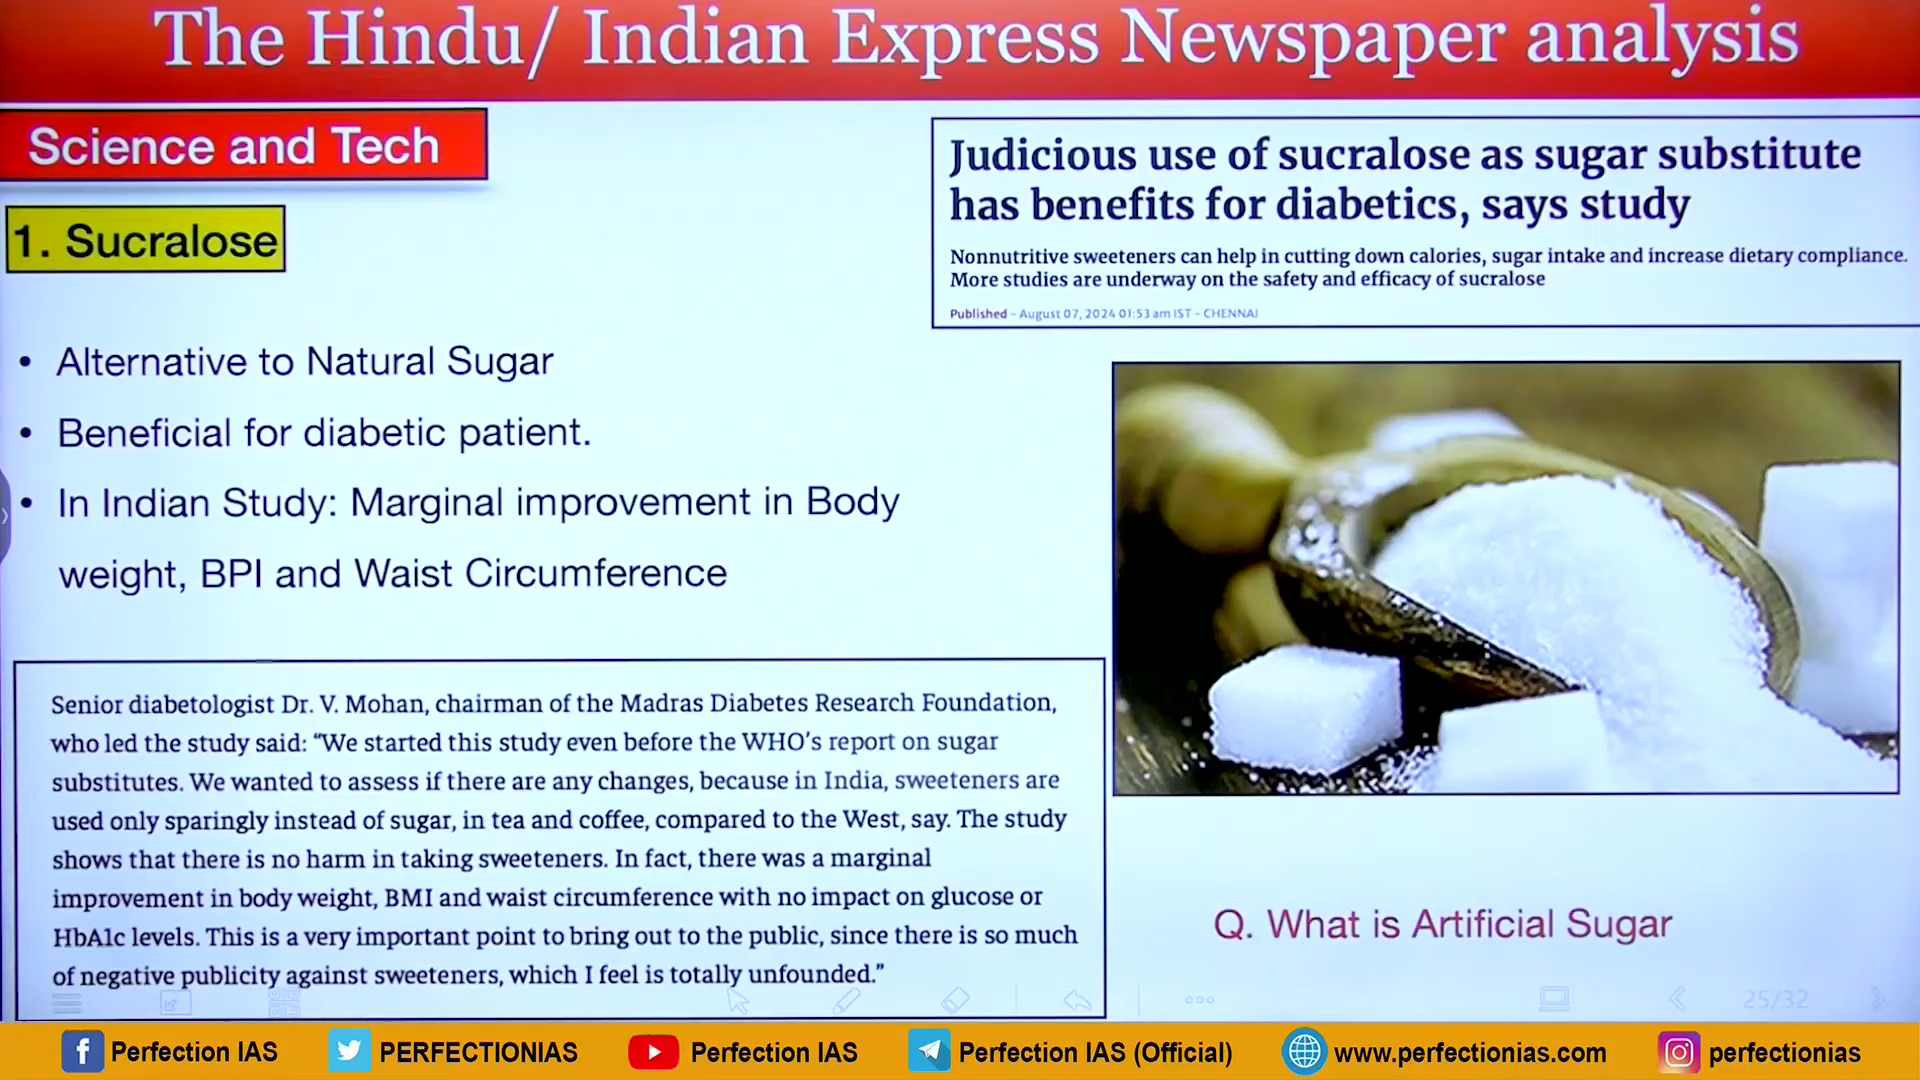 The Hindu/ Indian Express Newspaper analysis
Science and Tech
1. Sucralose
Judicious use of sucralose as sugar substitute
has benefits for diabetics, says study
Nonnutritive sweeteners can help in cutting down calories, sugar intake and increase dietary compliance.
More studies are underway on the safety and efficacy of sucralose
Published - August 07, 2024 01:53 am IST - CHENNAI
• Alternative to Natural Sugar
• Beneficial for diabetic patient.
• In Indian Study: Marginal improvement in Body
weight, BPI and Waist Circumference
Senior diabetologist Dr. V. Mohan, chairman of the Madras Diabetes Research Foundation,
who led the study said: “We started this study even before the WHO’s report on sugar
substitutes. We wanted to assess if there are any changes, because in India, sweeteners are
used only sparingly instead of sugar, in tea and coffee, compared to the West, say. The study
shows that there is no harm in taking sweeteners. In fact, there was a marginal
improvement in body weight, BMI and waist circumference with no impact on glucose or
HbA1c levels. This is a very important point to bring out to the public, since there is so much
of negative publicity against sweeteners, which I feel is totally unfounded.”
Q. What is Artificial Sugar
25/32
Perfection IAS
PERFECTIONIAS
Perfection IAS
Perfection IAS (Official)
www.perfectionias.com
perfectionias